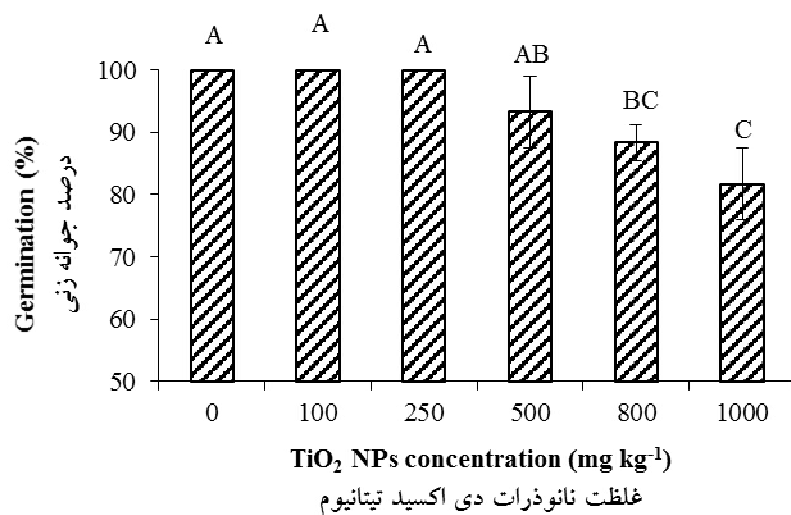 A A A AB BC C
100
90
80
70
60
50
Germination (%)
درصد جوانه زنی
0 100 250 500 800 1000
TiO₂ NPs concentration (mg kg⁻¹)
غلظت نانوذرات دی اکسید تیتانیوم